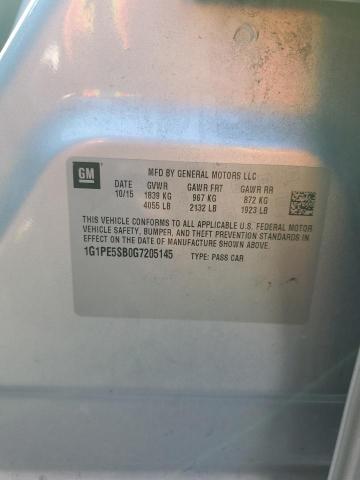 GM
MFD BY GENERAL MOTORS LLC
DATE GVWR GAWR FRT GAWR RR
10/15 1839 KG 967 KG 872 KG
4055 LB 2132 LB 1923 LB
THIS VEHICLE CONFORMS TO ALL APPLICABLE U.S. FEDERAL MOTOR
VEHICLE SAFETY, BUMPER, AND THEFT PREVENTION STANDARDS
IN EFFECT ON THE DATE OF MANUFACTURE SHOWN ABOVE.
1G1PE5SB0G7205145 TYPE: PASS CAR